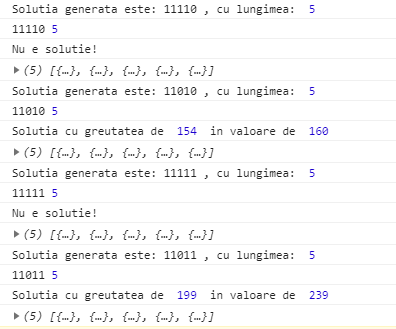 Solutia generata este: 11110 , cu lungimea: 5
11110 5
Nu e solutie!
(5) [{…}, {…}, {…}, {…}, {…}]
Solutia generata este: 11010 , cu lungimea: 5
11010 5
Solutia cu greutatea de 154 in valoare de 160
(5) [{…}, {…}, {…}, {…}, {…}]
Solutia generata este: 11111 , cu lungimea: 5
11111 5
Nu e solutie!
(5) [{…}, {…}, {…}, {…}, {…}]
Solutia generata este: 11011 , cu lungimea: 5
11011 5
Solutia cu greutatea de 199 in valoare de 239
(5) [{…}, {…}, {…}, {…}, {…}]